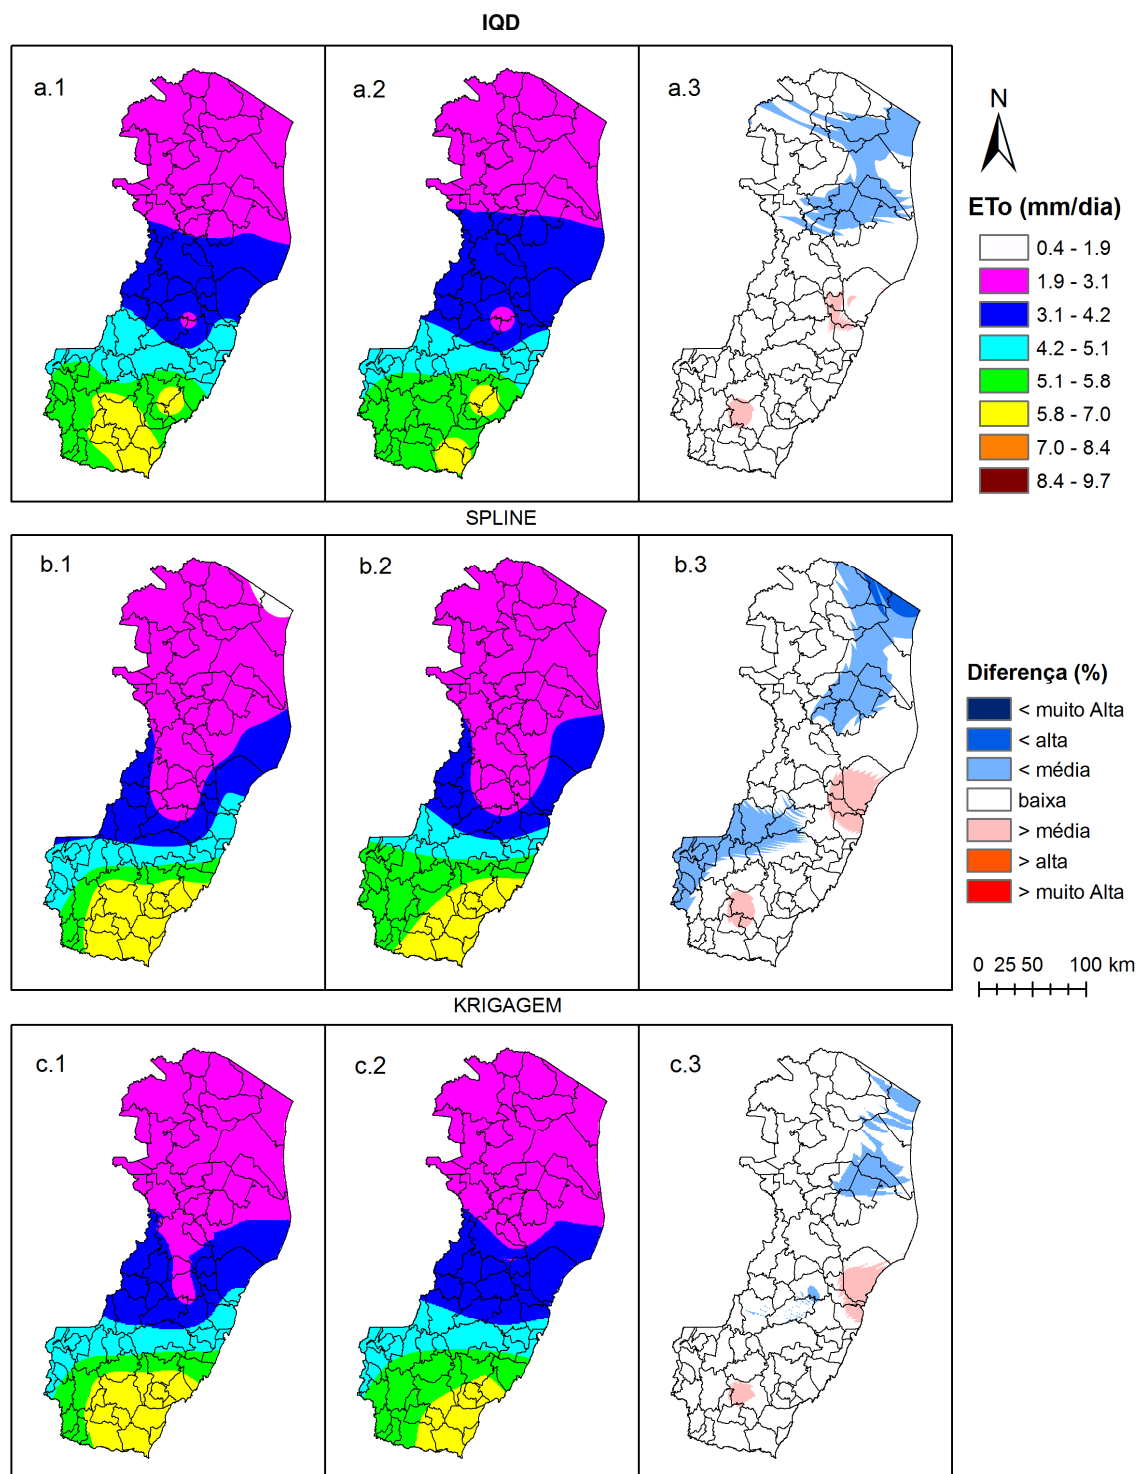 IQD
a.1
a.2
a.3
N
ETo (mm/dia)
0.4 - 1.9
1.9 - 3.1
3.1 - 4.2
4.2 - 5.1
5.1 - 5.8
5.8 - 7.0
7.0 - 8.4
8.4 - 9.7
SPLINE
b.1
b.2
b.3
Diferença (%)
< muito Alta
< alta
< média
baixa
> média
> alta
> muito Alta
0 25 50 100 km
KRIGAGEM
c.1
c.2
c.3